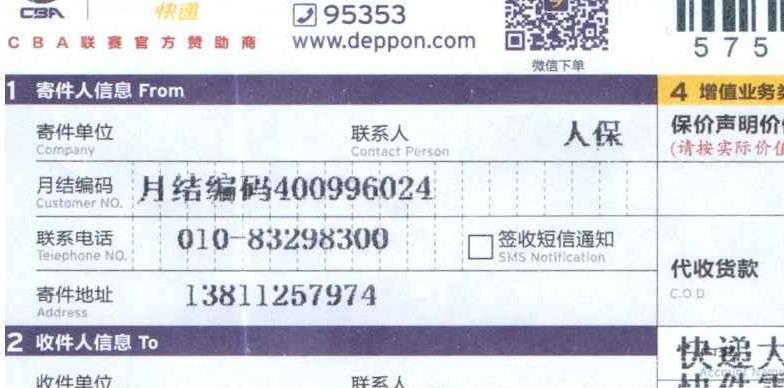 CBA 快递 95353
CBA联赛官方赞助商 www.deppon.com
微信下单 575
1 寄件人信息 From 4 增值业务
寄件单位 联系人 人保 保价声明价
Company Contact Person (请按实际价值
月结编码 月结编码400996024
Customer NO.
联系电话 010-83298300 签收短信通知
Telephone NO. SMS Notification 代收货款
寄件地址 13811257974 C.O.D
Address
2 收件人信息 To 快递大
收件单位 联系人